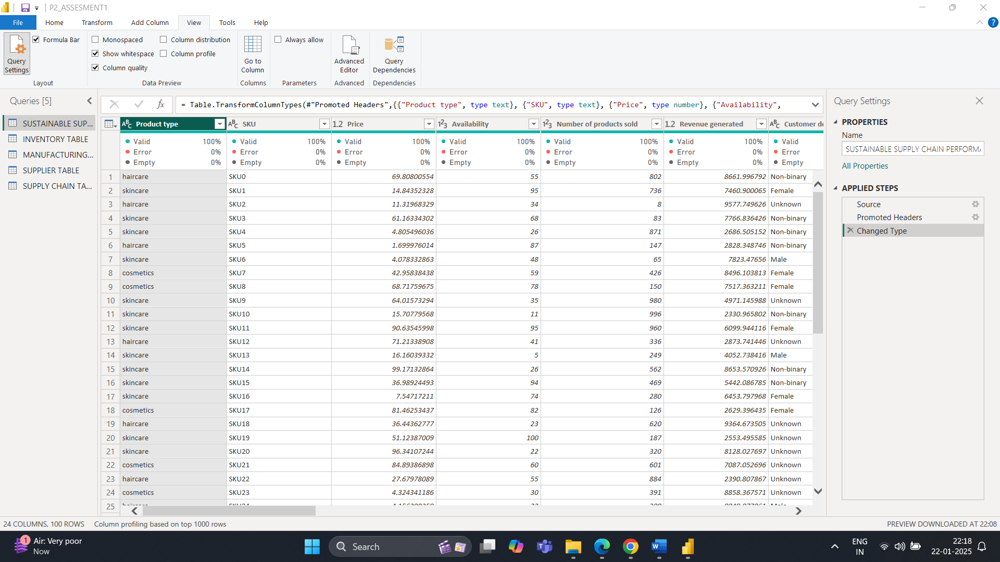 P2_ASSESMENT1
File Home Transform Add Column View Tools Help
Query Settings
Formula Bar
Layout
Monospaced
Show whitespace
Column quality
Column distribution
Column profile
Data Preview
Go to Column
Columns
Always allow
Parameters
Advanced Editor
Advanced
Query Dependencies
Dependencies
Queries [5]
SUSTAINABLE SUP...
INVENTORY TABLE
MANUFACTURING...
SUPPLIER TABLE
SUPPLY CHAIN TA...
fx = Table.TransformColumnTypes(#"Promoted Headers",{{"Product type", type text}, {"SKU", type text}, {"Price", type number}, {"Availability",
ABC Product type ABC SKU 1.2 Price 123 Availability 123 Number of products sold 1.2 Revenue generated ABC Customer de
Valid 100% Valid 100% Valid 100% Valid 100% Valid 100% Valid 100% Valid
Error 0% Error 0% Error 0% Error 0% Error 0% Error 0% Error
Empty 0% Empty 0% Empty 0% Empty 0% Empty 0% Empty 0% Empty
1 haircare SKU0 69.80800554 55 802 8661.996792 Non-binary
2 skincare SKU1 14.84352328 95 736 7460.900065 Female
3 haircare SKU2 11.31968329 34 8 9577.749626 Unknown
4 skincare SKU3 61.16334302 68 83 7766.836426 Non-binary
5 skincare SKU4 4.805496036 26 871 2686.505152 Non-binary
6 haircare SKU5 1.699976014 87 147 2828.348746 Non-binary
7 skincare SKU6 4.078332863 48 65 7823.47656 Male
8 cosmetics SKU7 42.95838438 59 426 8496.103813 Female
9 cosmetics SKU8 68.71759675 78 150 7517.363211 Female
10 skincare SKU9 64.01573294 35 980 4971.145988 Unknown
11 skincare SKU10 15.70779568 11 996 2330.965802 Non-binary
12 skincare SKU11 90.63545998 95 960 6099.944116 Female
13 haircare SKU12 71.21338908 41 336 2873.741446 Unknown
14 skincare SKU13 16.16039332 5 249 4052.738416 Male
15 skincare SKU14 99.17132864 26 562 8653.570926 Non-binary
16 skincare SKU15 36.98924493 94 469 5442.086785 Non-binary
17 skincare SKU16 7.54717211 74 280 6453.797968 Female
18 cosmetics SKU17 81.46253437 82 126 2629.396435 Female
19 haircare SKU18 36.44362777 23 620 9364.673505 Unknown
20 skincare SKU19 51.12387009 100 187 2553.495585 Unknown
21 skincare SKU20 96.34107244 22 320 8128.027697 Unknown
22 cosmetics SKU21 84.89386898 60 601 7087.052696 Unknown
23 haircare SKU22 27.67978089 55 884 2390.807867 Unknown
24 cosmetics SKU23 4.324341186 30 391 8858.367571 Unknown
25
Query Settings
PROPERTIES
Name
SUSTAINABLE SUPPLY CHAIN PERFORMA
All Properties
APPLIED STEPS
Source
Promoted Headers
Changed Type
24 COLUMNS, 100 ROWS Column profiling based on top 1000 rows PREVIEW DOWNLOADED AT 22:08
1 Air: Very poor
Now
Search
ENG
IN
22:18
22-01-2025